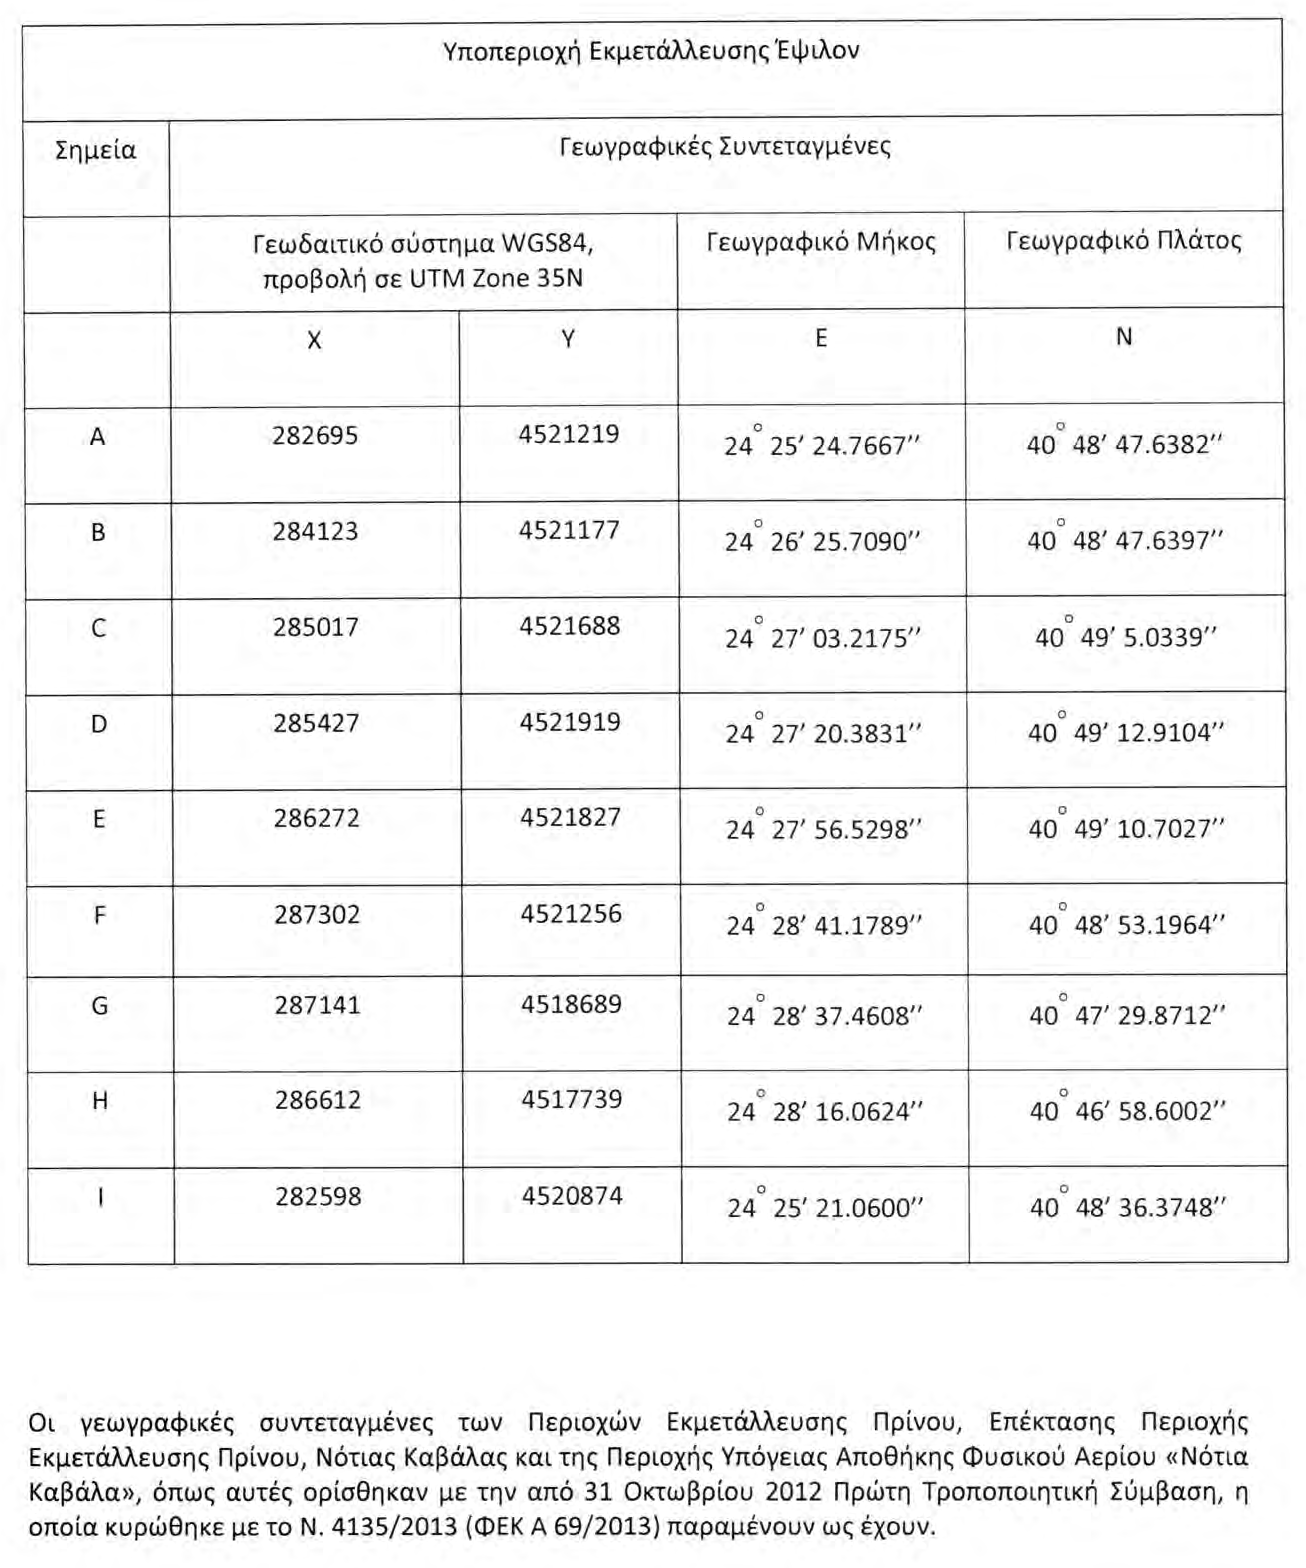 Υποπεριοχή Εκμετάλλευσης Έψιλον
Σημεία Γεωγραφικές Συντεταγμένες
Γεωδαιτικό σύστημα WGS84, Γεωγραφικό Μήκος Γεωγραφικό Πλάτος
προβολή σε UTM Zone 35N
X Y E N
A 282695 4521219 24° 25′ 24.7667′′ 40° 48′ 47.6382′′
B 284123 4521177 24° 26′ 25.7090′′ 40° 48′ 47.6397′′
C 285017 4521688 24° 27′ 03.2175′′ 40° 49′ 5.0339′′
D 285427 4521919 24° 27′ 20.3831′′ 40° 49′ 12.9104′′
E 286272 4521827 24° 27′ 56.5298′′ 40° 49′ 10.7027′′
F 287302 4521256 24° 28′ 41.1789′′ 40° 48′ 53.1964′′
G 287141 4518689 24° 28′ 37.4608′′ 40° 47′ 29.8712′′
H 286612 4517739 24° 28′ 16.0624′′ 40° 46′ 58.6002′′
I 282598 4520874 24° 25′ 21.0600′′ 40° 48′ 36.3748′′
Οι γεωγραφικές συντεταγμένες των Περιοχών Εκμετάλλευσης Πρίνου, Επέκτασης Περιοχής
Εκμετάλλευσης Πρίνου, Νότιας Καβάλας και της Περιοχής Υπόγειας Αποθήκης Φυσικού Αερίου «Νότια
Καβάλα», όπως αυτές ορίσθηκαν με την από 31 Οκτωβρίου 2012 Πρώτη Τροποποιητική Σύμβαση, η
οποία κυρώθηκε με το Ν. 4135/2013 (ΦΕΚ Α 69/2013) παραμένουν ως έχουν.